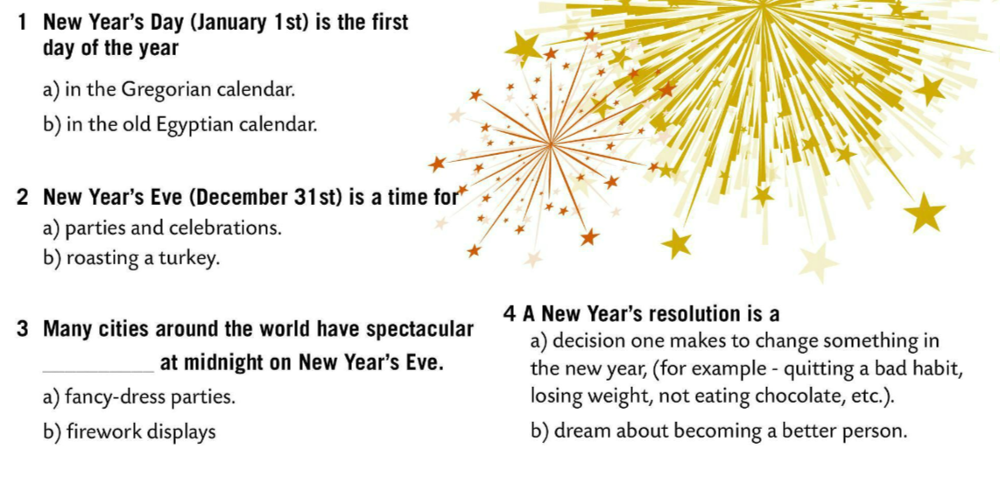 1 New Year's Day (January 1st) is the first
day of the year
a) in the Gregorian calendar.
b) in the old Egyptian calendar.
2 New Year's Eve (December 31st) is a time for
a) parties and celebrations.
b) roasting a turkey.
3 Many cities around the world have spectacular
__________ at midnight on New Year's Eve.
a) fancy-dress parties.
b) firework displays
4 A New Year's resolution is a
a) decision one makes to change something in
the new year, (for example - quitting a bad habit,
losing weight, not eating chocolate, etc.).
b) dream about becoming a better person.